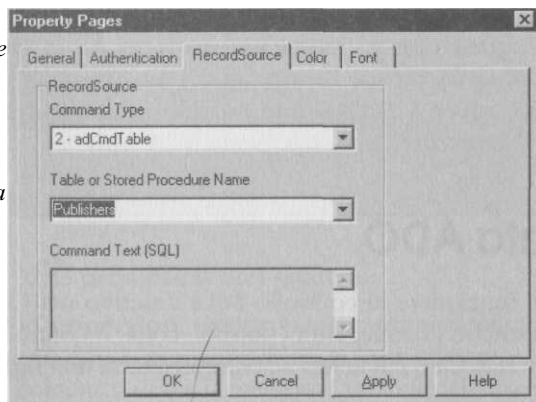 Property Pages
General Authentication RecordSource Color Font
RecordSource
Command Type
2 - adCmdTable
Table or Stored Procedure Name
Publishers
Command Text (SQL)
OK Cancel Apply Help
e
a